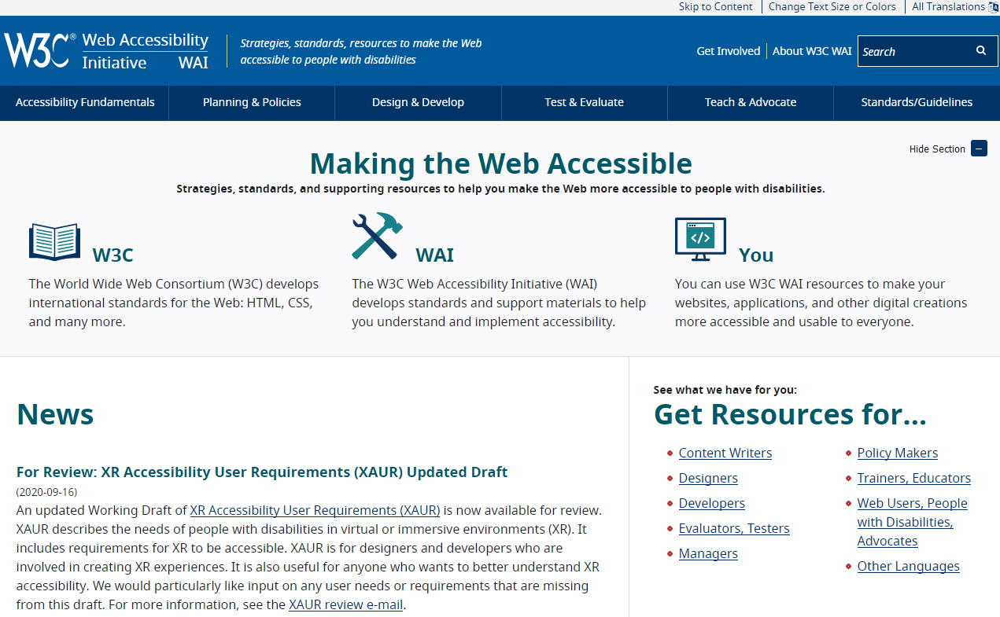 Skip to Content
Change Text Size or Colors
All Translations
W3C® Web Accessibility
Initiative WAI
Strategies, standards, resources to make the Web
accessible to people with disabilities
Get Involved
About W3C WAI
Search
Accessibility Fundamentals
Planning & Policies
Design & Develop
Test & Evaluate
Teach & Advocate
Standards/Guidelines
Hide Section
Making the Web Accessible
Strategies, standards, and supporting resources to help you make the Web more accessible to people with disabilities.
W3C
The World Wide Web Consortium (W3C) develops
international standards for the Web: HTML, CSS,
and many more.
WAI
The W3C Web Accessibility Initiative (WAI)
develops standards and support materials to help
you understand and implement accessibility.
</>
You
You can use W3C WAI resources to make your
websites, applications, and other digital creations
more accessible and usable to everyone.
News
For Review: XR Accessibility User Requirements (XAUR) Updated Draft
(2020-09-16)
An updated Working Draft of XR Accessibility User Requirements (XAUR) is now available for review.
XAUR describes the needs of people with disabilities in virtual or immersive environments (XR). It
includes requirements for XR to be accessible. XAUR is for designers and developers who are
involved in creating XR experiences. It is also useful for anyone who wants to better understand XR
accessibility. We would particularly like input on any user needs or requirements that are missing
from this draft. For more information, see the XAUR review e-mail.
See what we have for you:
Get Resources for...
Content Writers
Designers
Developers
Evaluators, Testers
Managers
Policy Makers
Trainers, Educators
Web Users, People
with Disabilities,
Advocates
Other Languages